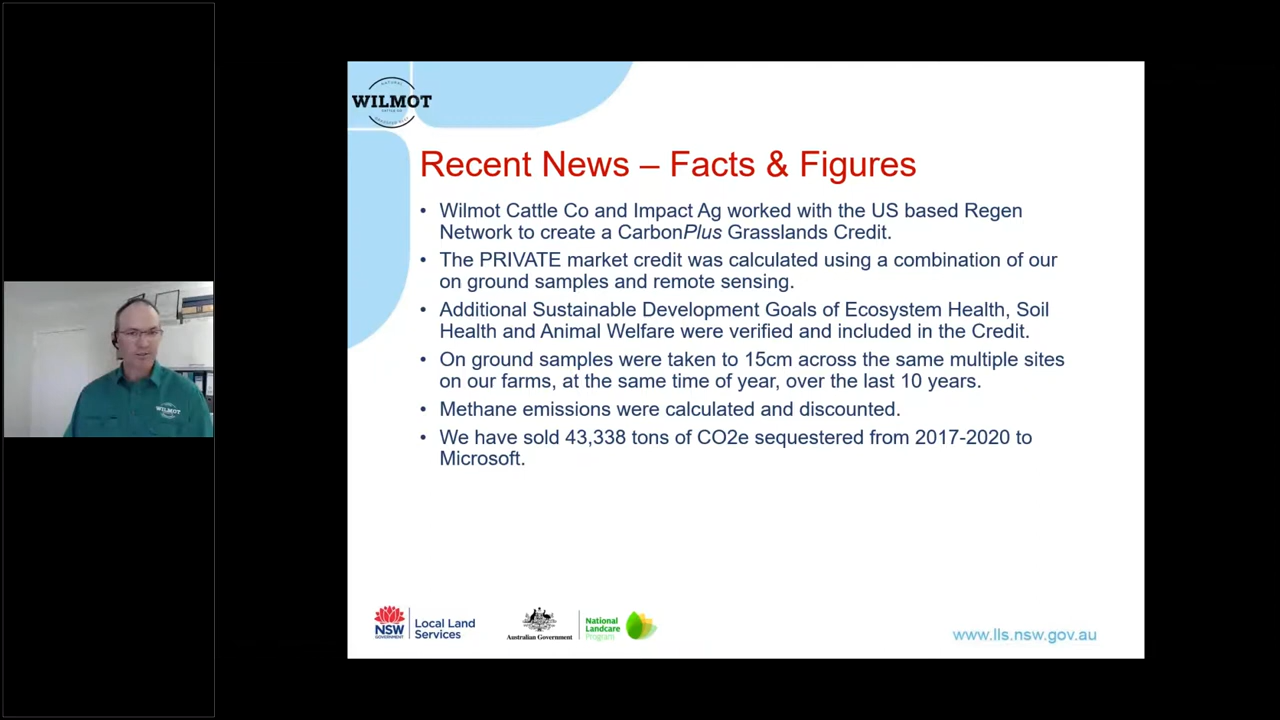 NATURAL
WILMOT
CATTLE CO
Recent News – Facts & Figures
• Wilmot Cattle Co and Impact Ag worked with the US based Regen
Network to create a CarbonPlus Grasslands Credit.
• The PRIVATE market credit was calculated using a combination of our
on ground samples and remote sensing.
• Additional Sustainable Development Goals of Ecosystem Health, Soil
Health and Animal Welfare were verified and included in the Credit.
• On ground samples were taken to 15cm across the same multiple sites
on our farms, at the same time of year, over the last 10 years.
• Methane emissions were calculated and discounted.
• We have sold 43,338 tons of CO2e sequestered from 2017-2020 to
Microsoft.
WILMOT
NSW
GOVERNMENT
Local Land
Services
Australian Government
National
Landcare
Program
www.lls.nsw.gov.au